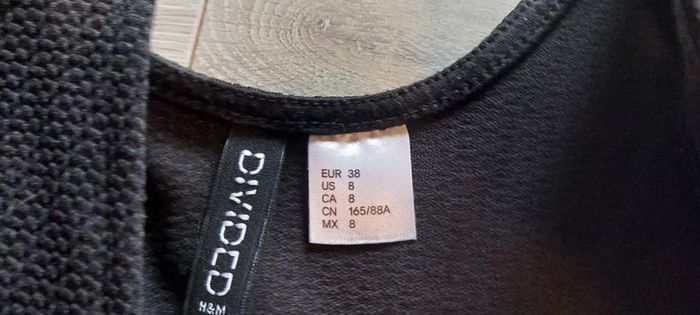 DIVIDED
H&M
EUR 38
US 8
CA 8
CN 165/88A
MX 8